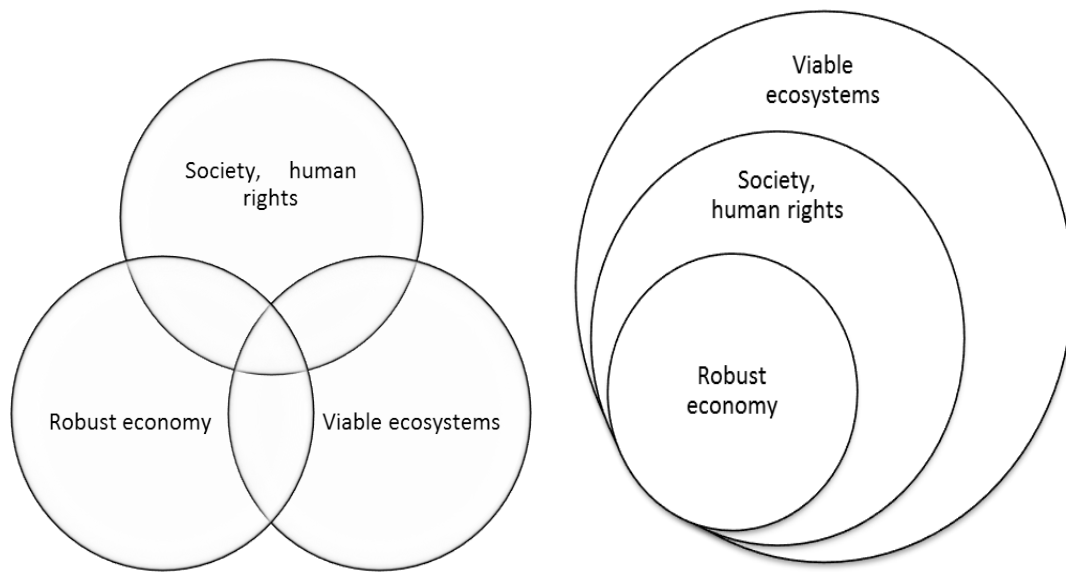 Society, human
rights
Robust economy
Viable ecosystems
Viable
ecosystems
Society,
human rights
Robust
economy